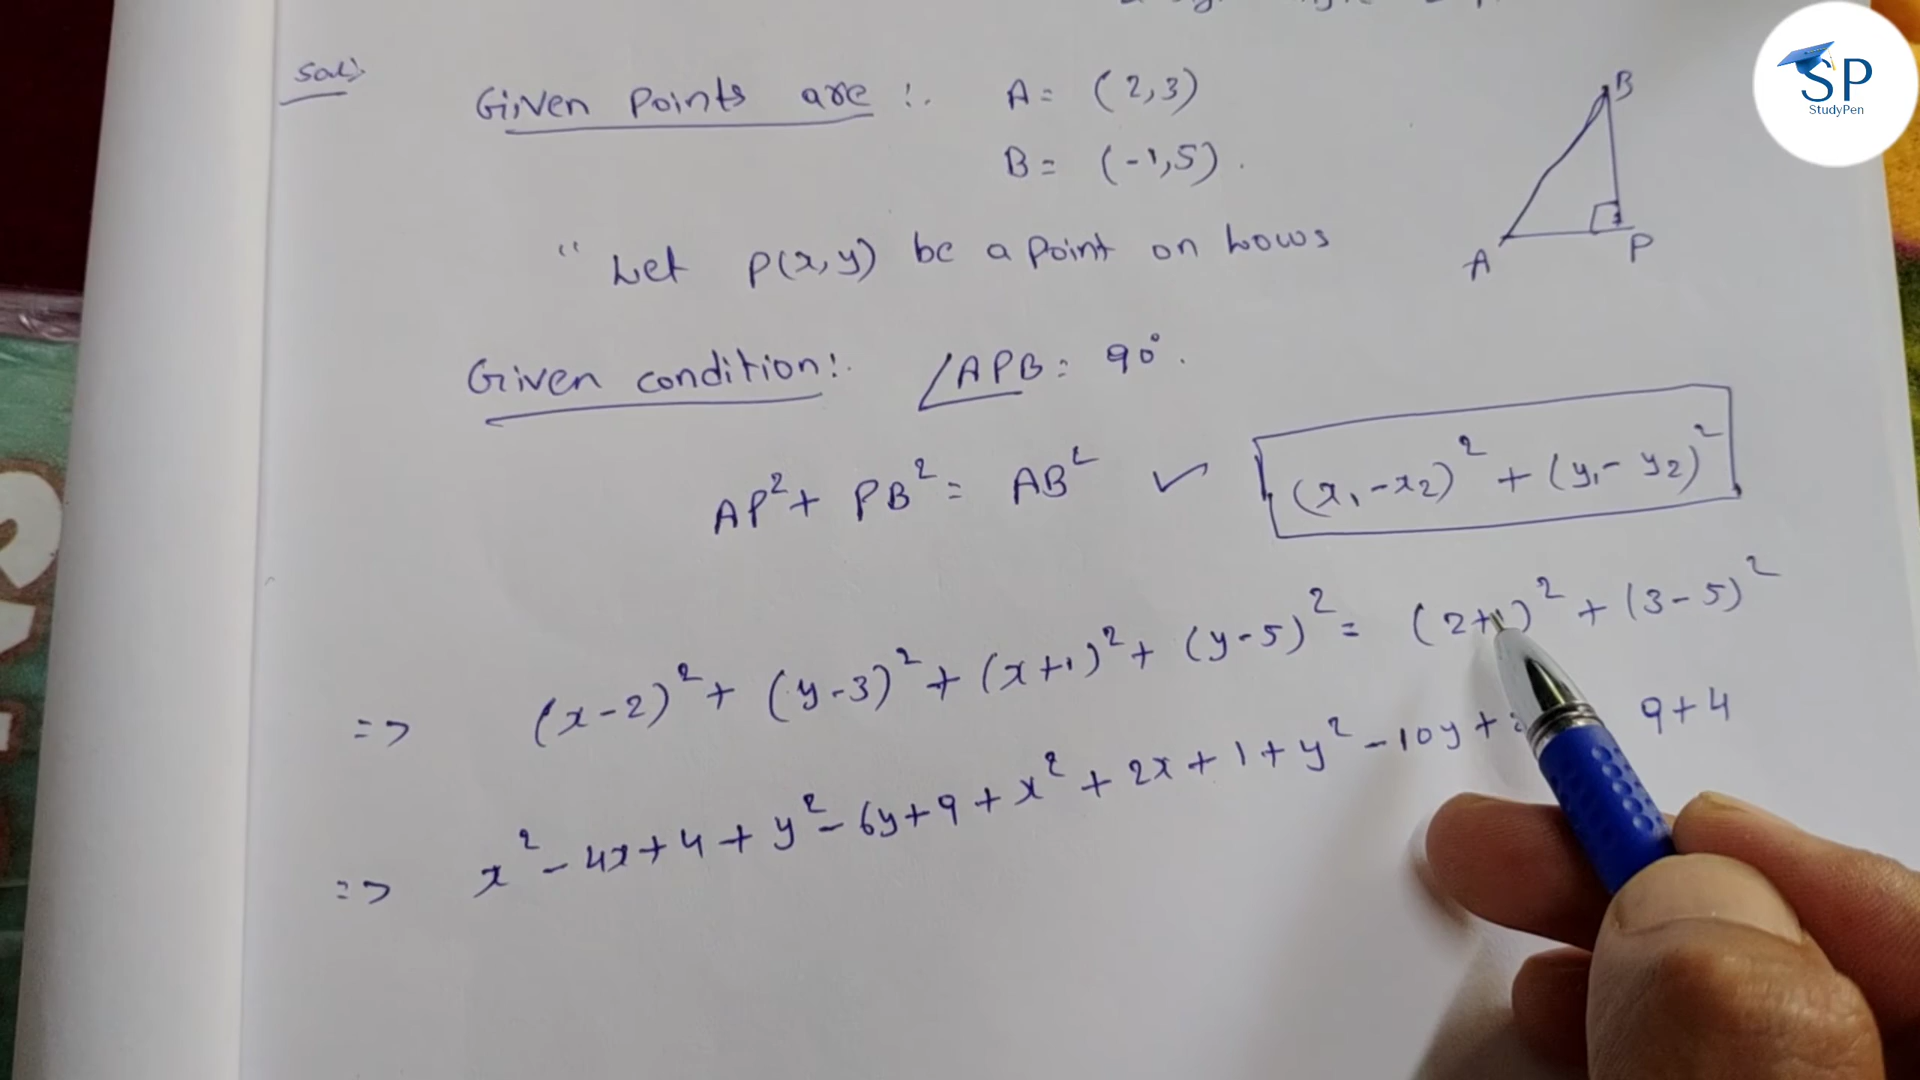 Sol:
Given Points are :. A = (2,3)
B = (-1,5).
" Let P(x,y) be a point on Locus
Given condition:. ∠APB = 90°.
AP² + PB² = AB² ✓ (x₁-x₂)² + (y₁-y₂)²
=> (x-2)² + (y-3)² + (x+1)² + (y-5)² = (2+1)² + (3-5)²
=> x² - 4x + 4 + y² - 6y + 9 + x² + 2x + 1 + y² - 10y + 9+4
B
A
P
SP
StudyPen